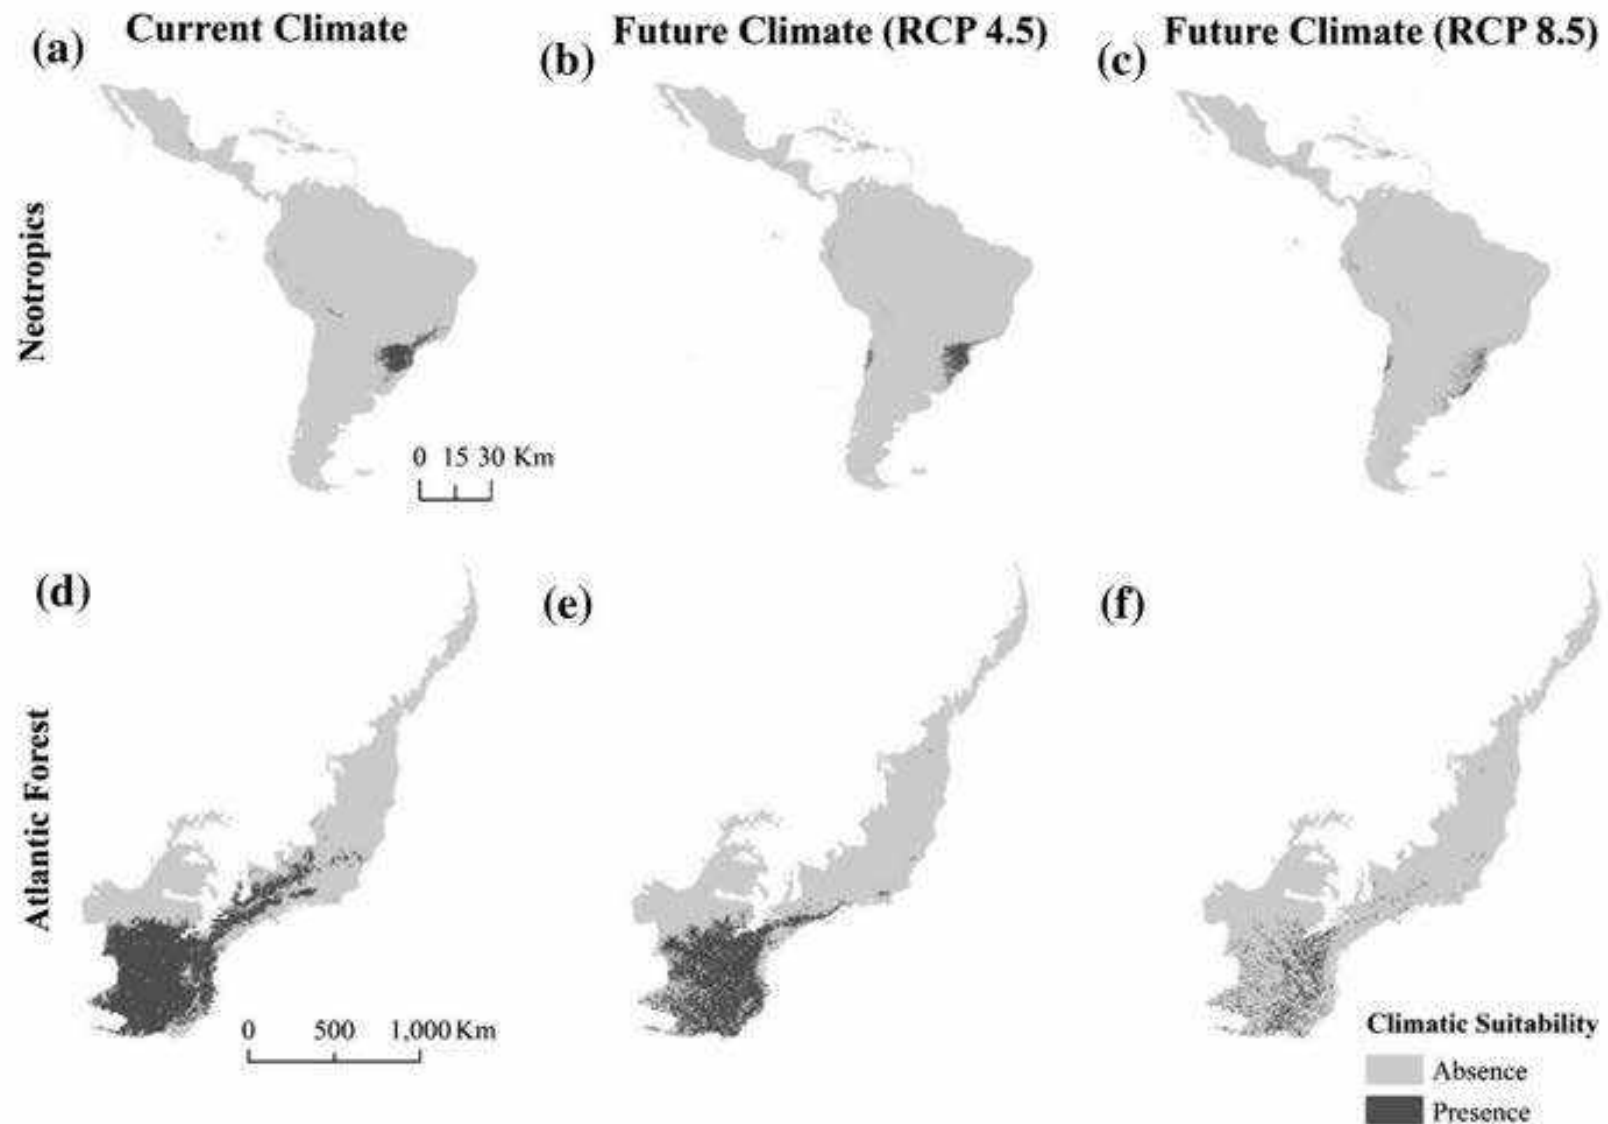 (a) Current Climate
(b) Future Climate (RCP 4.5)
(c) Future Climate (RCP 8.5)
Neotropics
0 15 30 Km
(d)
(e)
(f)
Atlantic Forest
0 500 1,000 Km
Climatic Suitability
Absence
Presence